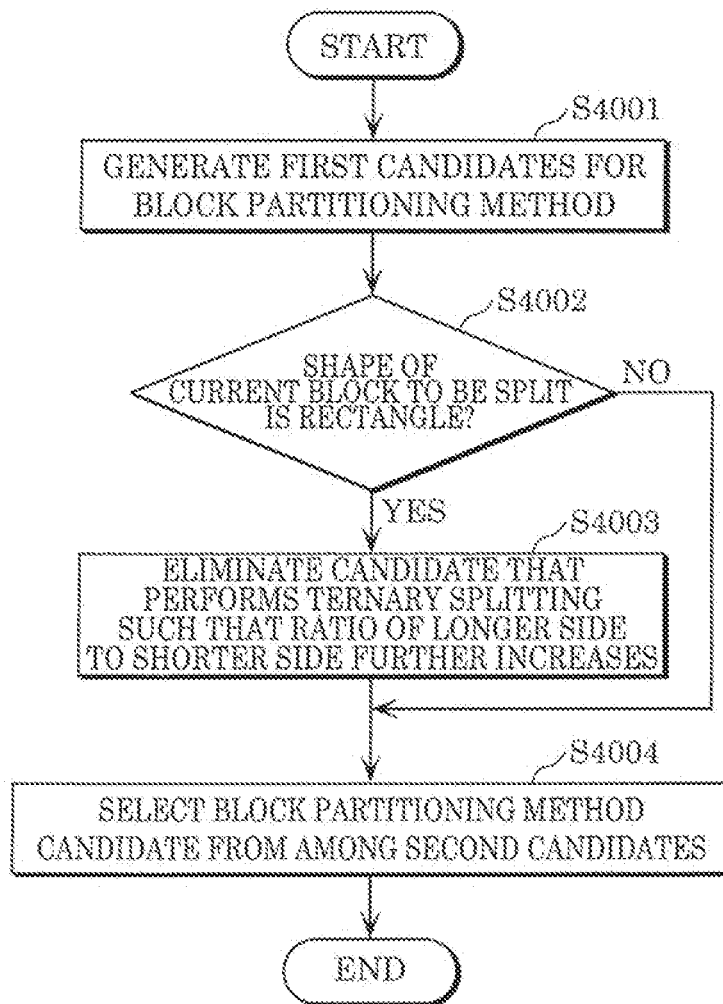 START
S4001
GENERATE FIRST CANDIDATES FOR
BLOCK PARTITIONING METHOD
S4002
SHAPE OF
CURRENT BLOCK TO BE SPLIT
IS RECTANGLE?
NO
YES
S4003
ELIMINATE CANDIDATE THAT
PERFORMS TERNARY SPLITTING
SUCH THAT RATIO OF LONGER SIDE
TO SHORTER SIDE FURTHER INCREASES
S4004
SELECT BLOCK PARTITIONING METHOD
CANDIDATE FROM AMONG SECOND CANDIDATES
END